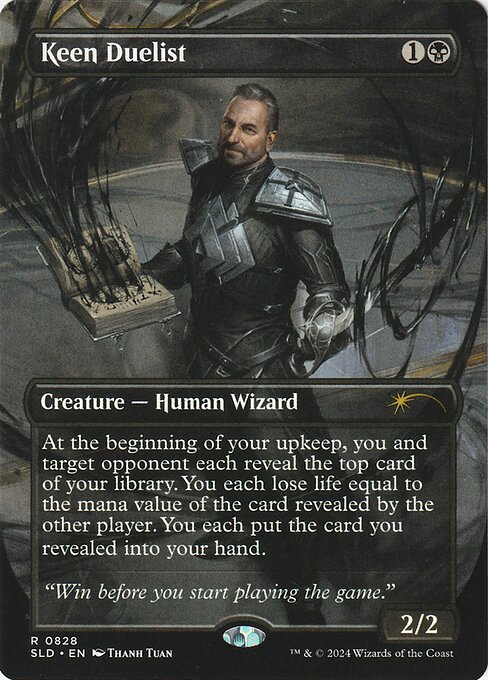 Keen Duelist 1
Creature — Human Wizard
At the beginning of your upkeep, you and
target opponent each reveal the top card
of your library. You each lose life equal to
the mana value of the card revealed by the
other player. You each put the card you
revealed into your hand.
“Win before you start playing the game.”
2/2
R 0828
SLD • EN Thanh Tuan
™ & © 2024 Wizards of the Coast